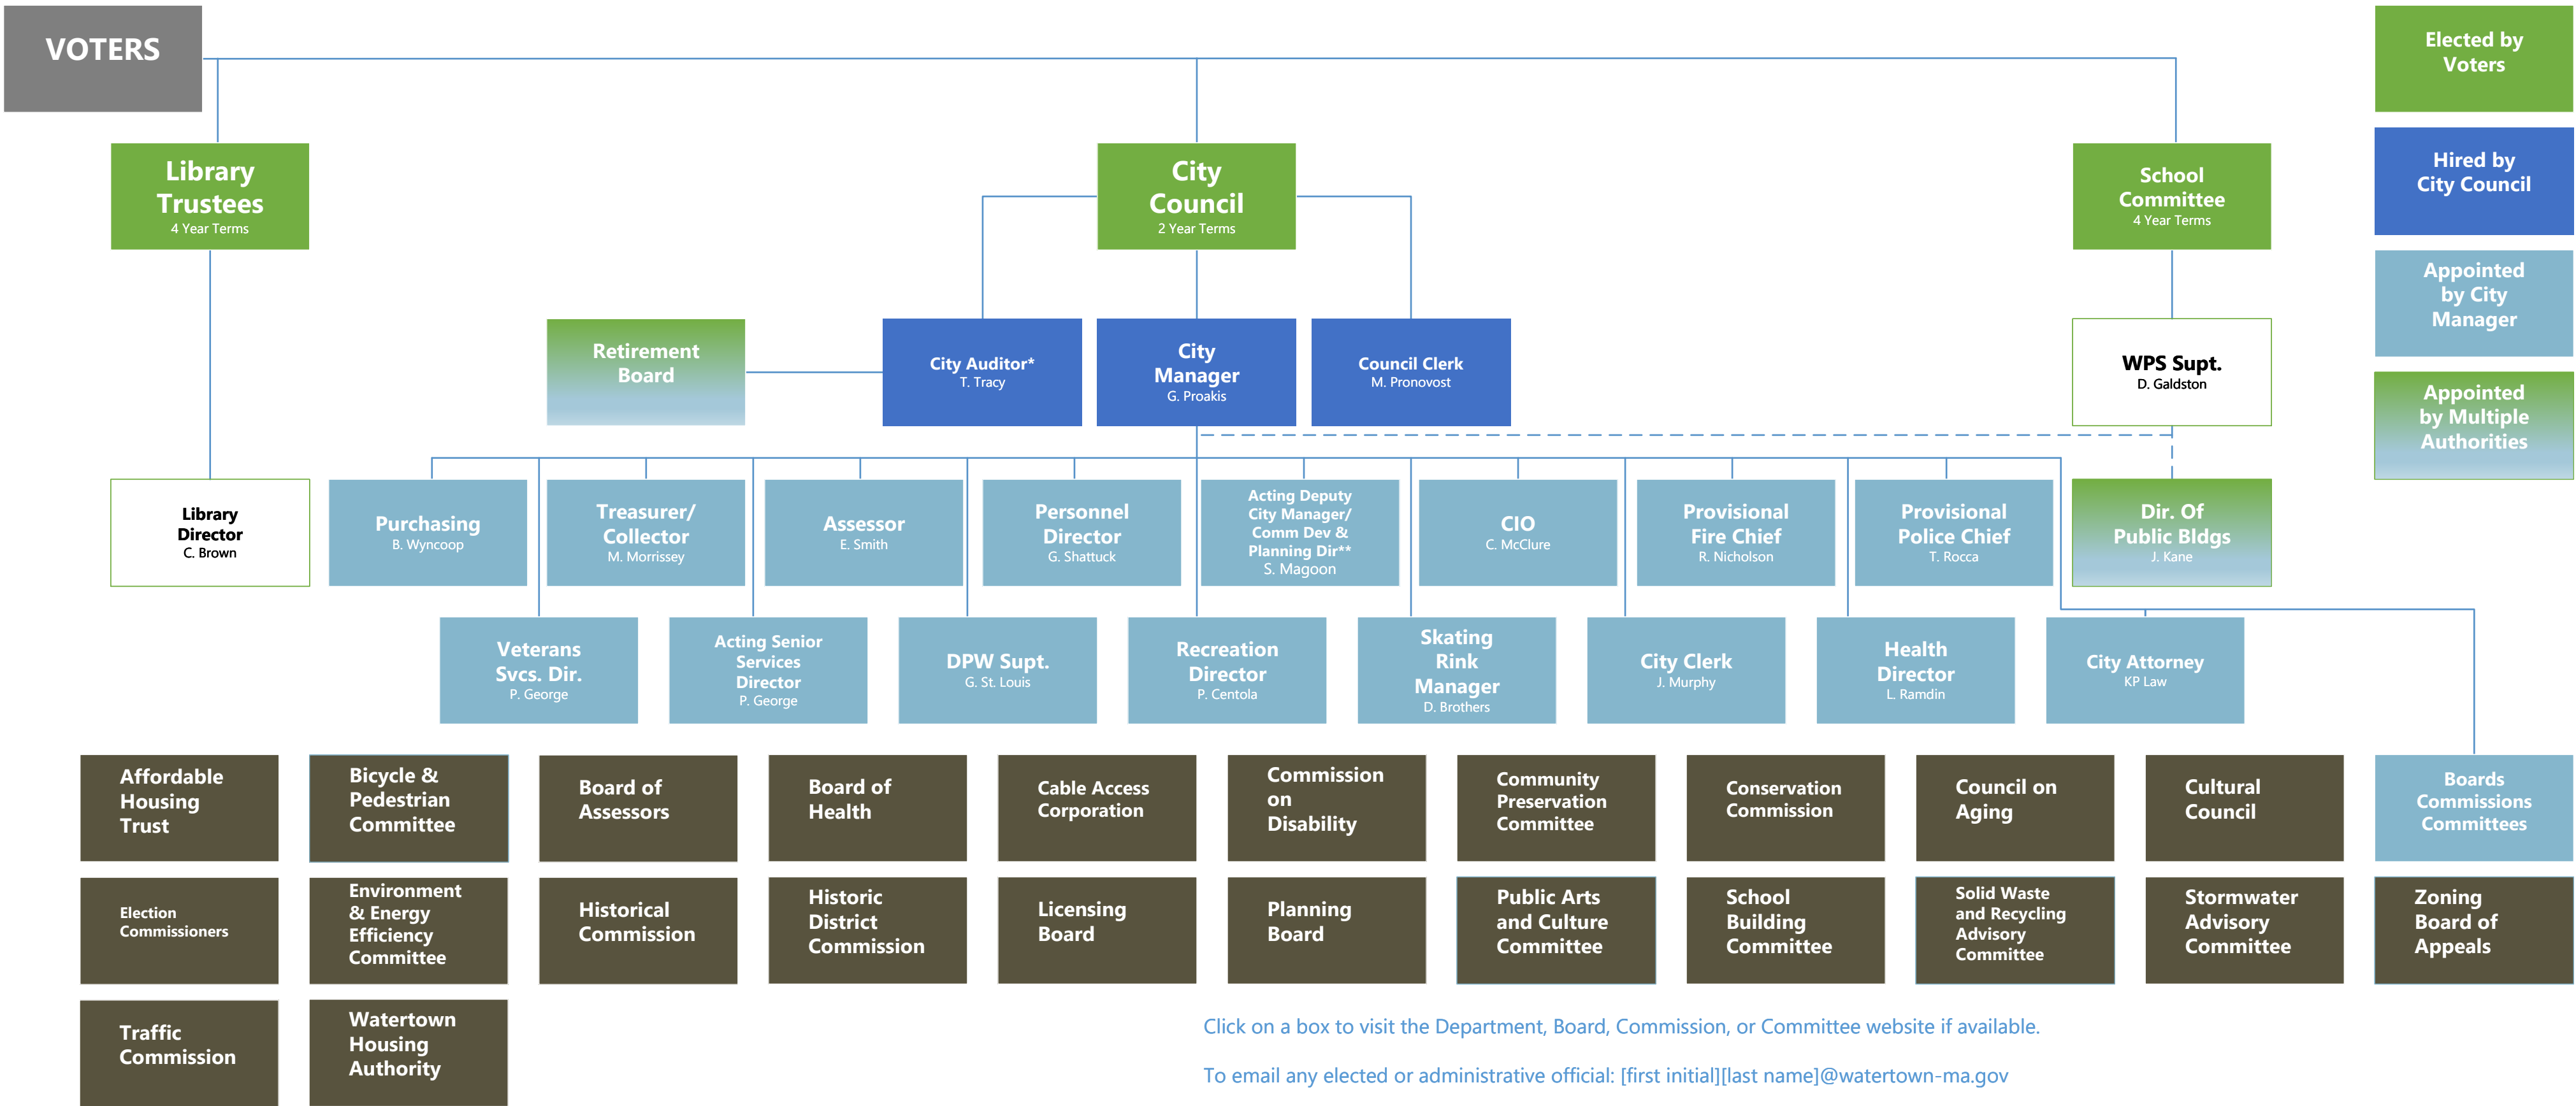 VOTERS
Elected by
Voters
Library
Trustees
4 Year Terms
City
Council
2 Year Terms
School
Committee
4 Year Terms
Hired by
City Council
Appointed
by City
Manager
Retirement
Board
City Auditor*
T. Tracy
City
Manager
G. Proakis
Council Clerk
M. Pronovost
WPS Supt.
D. Galdston
Appointed
by Multiple
Authorities
Library
Director
C. Brown
Purchasing
B. Wyncoop
Treasurer/
Collector
M. Morrissey
Assessor
E. Smith
Personnel
Director
G. Shattuck
Acting Deputy
City Manager/
Comm Dev &
Planning Dir**
S. Magoon
CIO
C. McClure
Provisional
Fire Chief
R. Nicholson
Provisional
Police Chief
T. Rocca
Dir. Of
Public Bldgs
J. Kane
Veterans
Svcs. Dir.
P. George
Acting Senior
Services
Director
P. George
DPW Supt.
G. St. Louis
Recreation
Director
P. Centola
Skating
Rink
Manager
D. Brothers
City Clerk
J. Murphy
Health
Director
L. Ramdin
City Attorney
KP Law
Affordable
Housing
Trust
Bicycle &
Pedestrian
Committee
Board of
Assessors
Board of
Health
Cable Access
Corporation
Commission
on
Disability
Community
Preservation
Committee
Conservation
Commission
Council on
Aging
Cultural
Council
Boards
Commissions
Committees
Election
Commissioners
Environment
& Energy
Efficiency
Committee
Historical
Commission
Historic
District
Commission
Licensing
Board
Planning
Board
Public Arts
and Culture
Committee
School
Building
Committee
Solid Waste
and Recycling
Advisory
Committee
Stormwater
Advisory
Committee
Zoning
Board of
Appeals
Traffic
Commission
Watertown
Housing
Authority
Click on a box to visit the Department, Board, Commission, or Committee website if available.
To email any elected or administrative official: [first initial][last name]@watertown-ma.gov